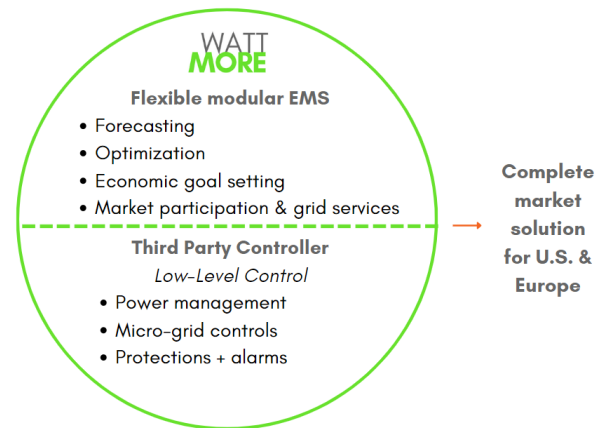 WATT
MORE
Flexible modular EMS
• Forecasting
• Optimization
• Economic goal setting
• Market participation & grid services
Third Party Controller
Low-Level Control
• Power management
• Micro-grid controls
• Protections + alarms
Complete
market
solution
for U.S. &
Europe